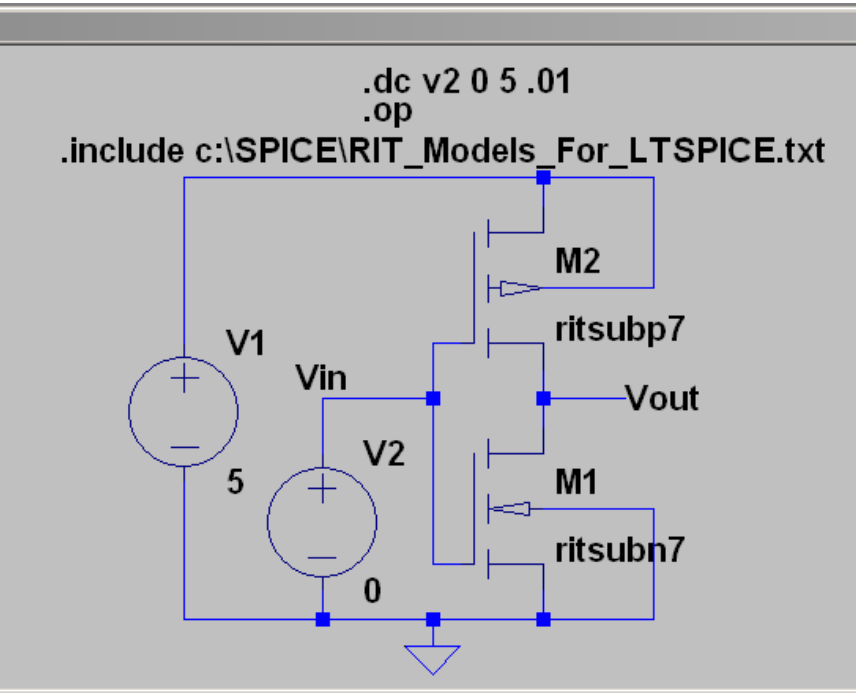 .dc v2 0 5 .01
.op
.include c:\SPICE\RIT_Models_For_LTSPICE.txt
M2
ritsubp7
V1
Vin
Vout
V2
5
M1
ritsubn7
0